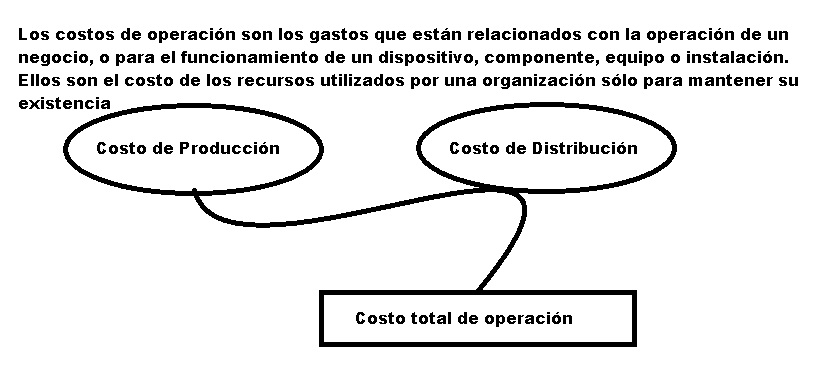 Los costos de operación son los gastos que están relacionados con la operación de un
negocio, o para el funcionamiento de un dispositivo, componente, equipo o instalación.
Ellos son el costo de los recursos utilizados por una organización sólo para mantener su
existencia
Costo de Producción
Costo de Distribución
Costo total de operación